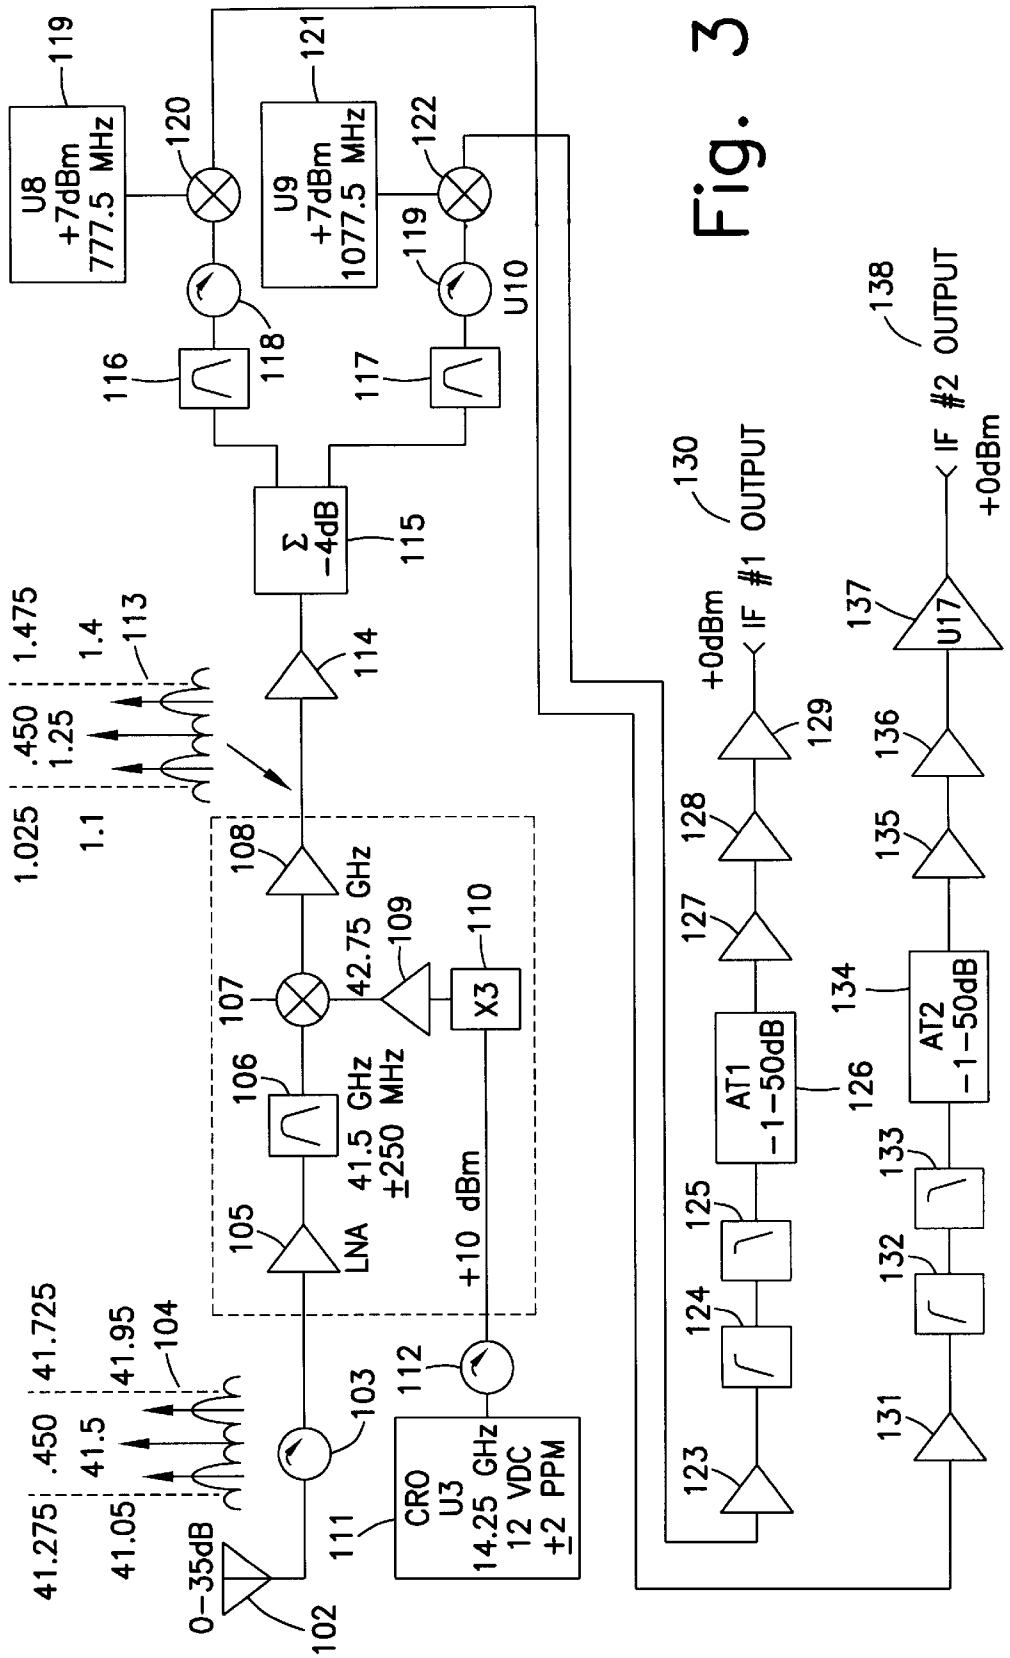 41.275 .450 41.725
41.05 41.5 41.95
104
0-35dB
102
103
105
LNA
106
41.5 GHz
±250 MHz
107
108
42.75 GHz
109
110
X3
+10 dBm
111
CRO
U3
14.25 GHz
12 VDC
±2 PPM
112
1.025 .450 1.475
1.1 1.25 1.4
113
114
Σ
-4dB
115
116
118
U8
+7dBm
777.5 MHz
119
120
117
119
U10
U9
+7dBm
1077.5 MHz
121
122
123
124
125
AT1
-1-50dB
126
127
128
129
+0dBm
IF #1 OUTPUT
130
131
132
133
AT2
-1-50dB
134
135
136
137
U17
IF #2 OUTPUT
+0dBm
138
Fig. 3